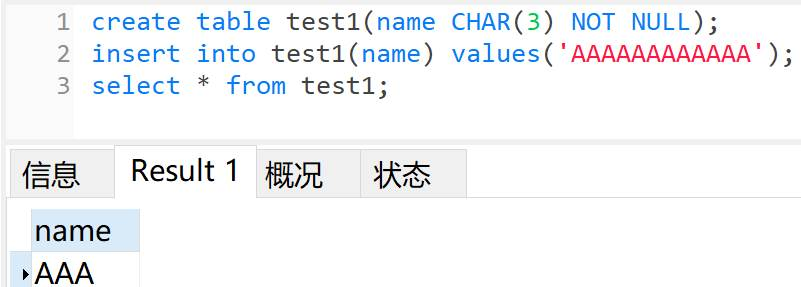 1 create table test1(name CHAR(3) NOT NULL);
2 insert into test1(name) values('AAAAAAAAAAAA');
3 select * from test1;
信息 Result 1 概况 状态
name
AAA